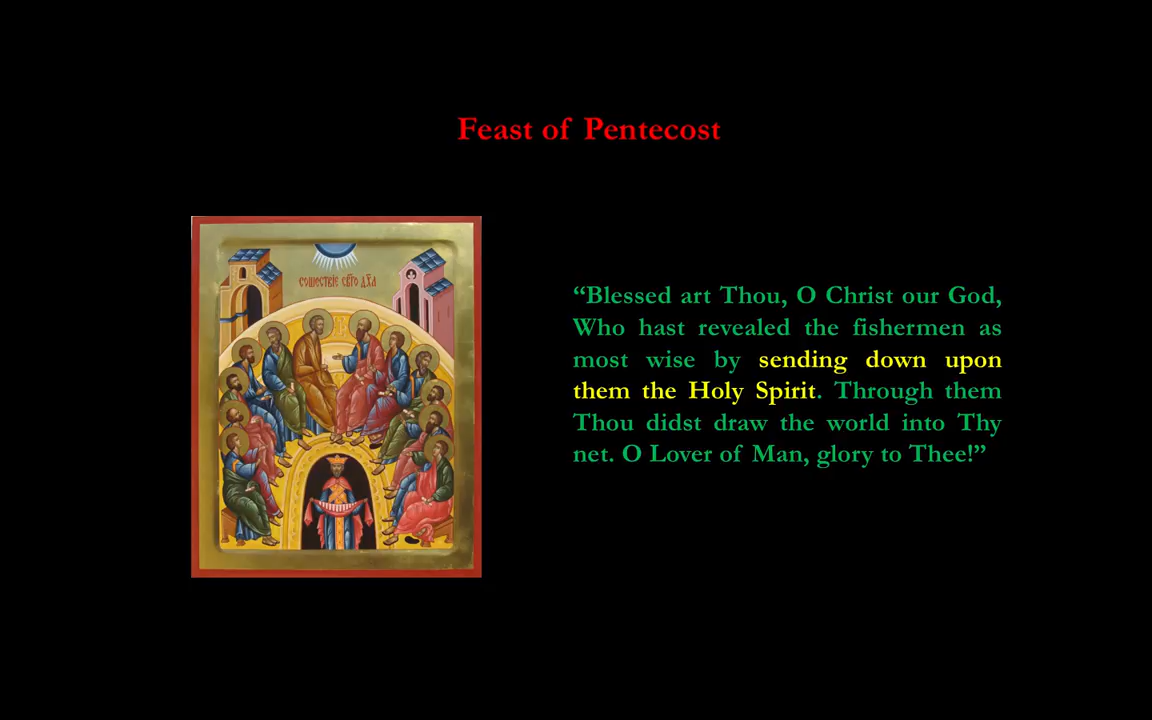 Feast of Pentecost
сошествїе свт҃го дх҃а
“Blessed art Thou, O Christ our God,
Who hast revealed the fishermen as
most wise by sending down upon
them the Holy Spirit. Through them
Thou didst draw the world into Thy
net. O Lover of Man, glory to Thee!”